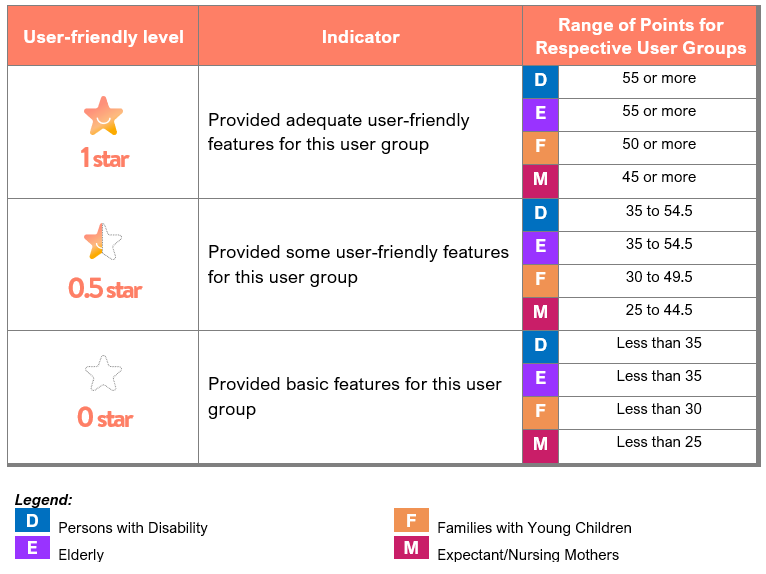 User-friendly level
Indicator
Range of Points for
Respective User Groups
1 star
Provided adequate user-friendly
features for this user group
D
55 or more
E
55 or more
F
50 or more
M
45 or more
0.5 star
Provided some user-friendly features
for this user group
D
35 to 54.5
E
35 to 54.5
F
30 to 49.5
M
25 to 44.5
0 star
Provided basic features for this user
group
D
Less than 35
E
Less than 35
F
Less than 30
M
Less than 25
Legend:
D Persons with Disability
F Families with Young Children
E Elderly
M Expectant/Nursing Mothers